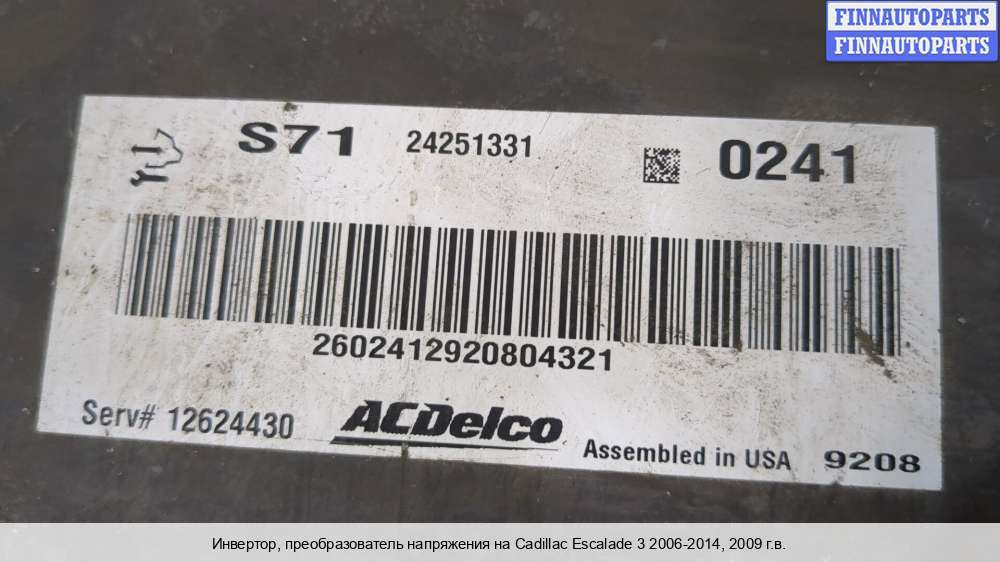 FINNAUTOPARTS
FINNAUTOPARTS
S71 24251331 0241
2602412920804321
Serv# 12624430 ACDelco Assembled in USA 9208
Инвертор, преобразователь напряжения на Cadillac Escalade 3 2006-2014, 2009 г.в.